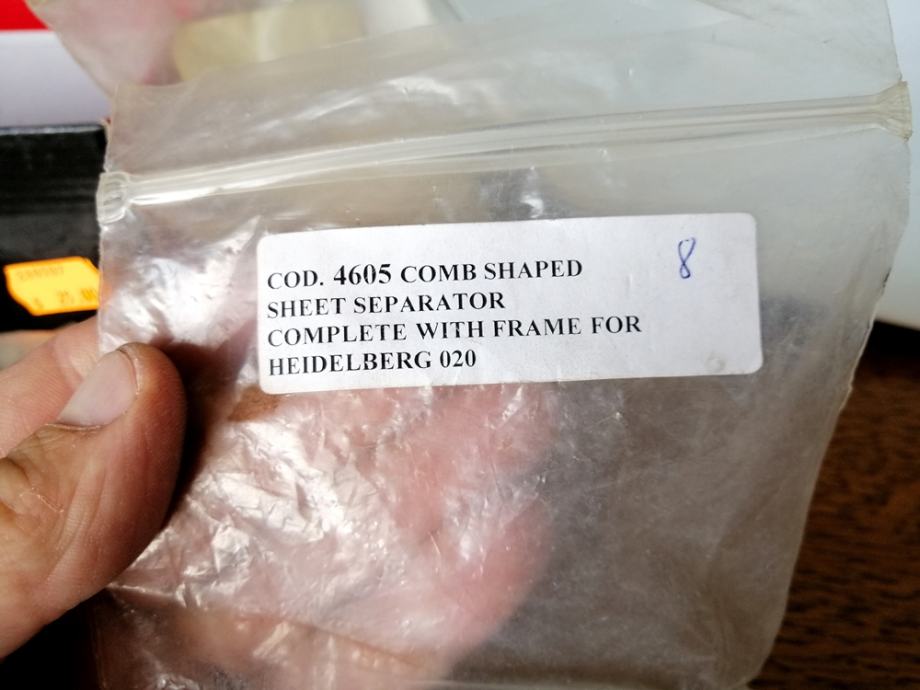 COD. 4605 COMB SHAPED
SHEET SEPARATOR
COMPLETE WITH FRAME FOR
HEIDELBERG 020
8